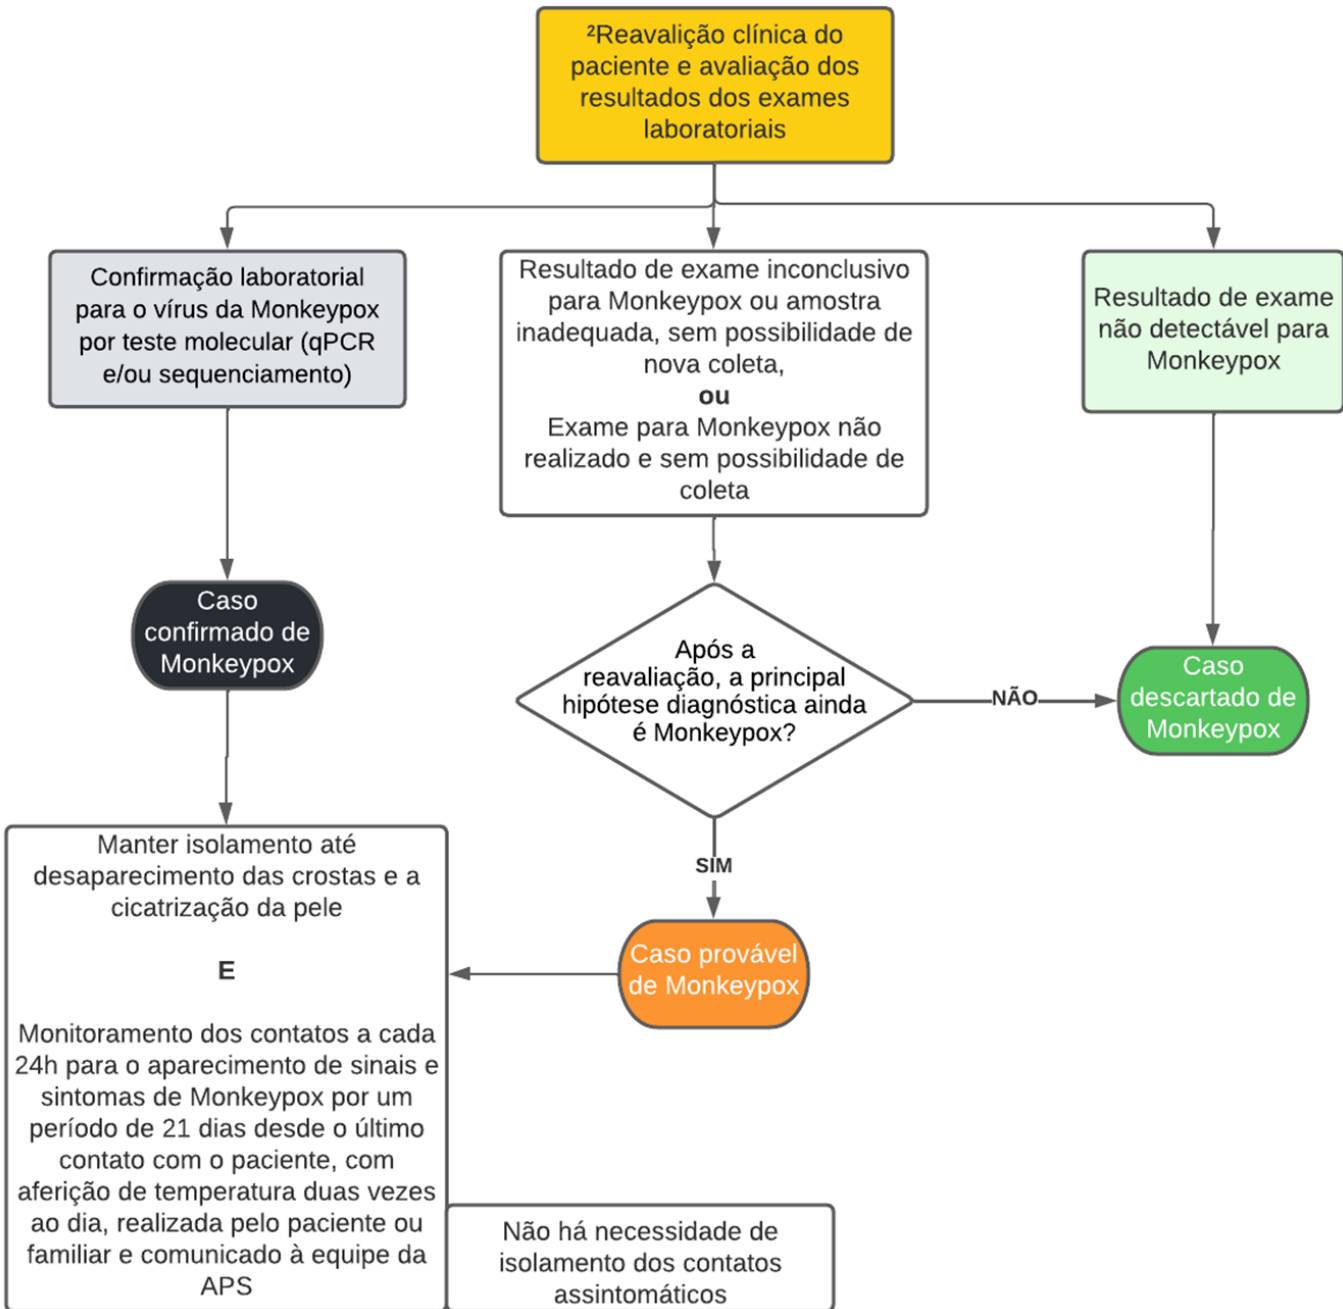 ²Reavalição clínica do
paciente e avaliação dos
resultados dos exames
laboratoriais
Confirmação laboratorial
para o vírus da Monkeypox
por teste molecular (qPCR
e/ou sequenciamento)
Resultado de exame inconclusivo
para Monkeypox ou amostra
inadequada, sem possibilidade de
nova coleta,
ou
Exame para Monkeypox não
realizado e sem possibilidade de
coleta
Resultado de exame
não detectável para
Monkeypox
Caso
confirmado de
Monkeypox
Após a
reavaliação, a principal
hipótese diagnóstica ainda
é Monkeypox?
NÃO
Caso
descartado de
Monkeypox
SIM
Caso provável
de Monkeypox
Manter isolamento até
desaparecimento das crostas e a
cicatrização da pele
E
Monitoramento dos contatos a cada
24h para o aparecimento de sinais e
sintomas de Monkeypox por um
período de 21 dias desde o último
contato com o paciente, com
aferição de temperatura duas vezes
ao dia, realizada pelo paciente ou
familiar e comunicado à equipe da
APS
Não há necessidade de
isolamento dos contatos
assintomáticos